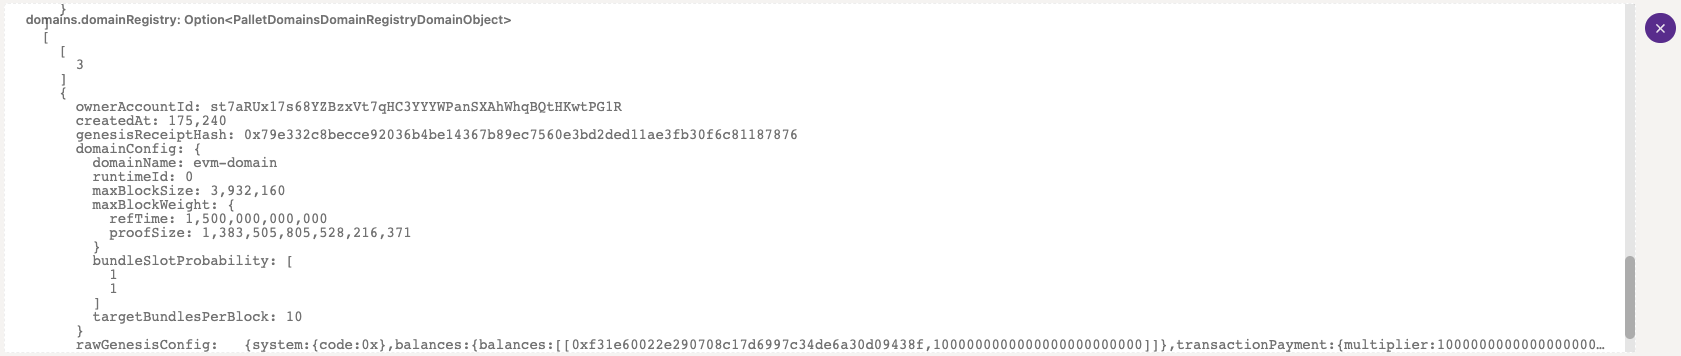 }
domains.domainRegistry: Option<PalletDomainsDomainRegistryDomainObject>
]
[
[
3
]
{
ownerAccountId: st7aRUx17s68YZBzxVt7qHC3YYYWPanSXAhWhqBQtHKwtPG1R
createdAt: 175,240
genesisReceiptHash: 0x79e332c8becce92036b4be14367b89ec7560e3bd2ded11ae3fb30f6c81187876
domainConfig: {
domainName: evm-domain
runtimeId: 0
maxBlockSize: 3,932,160
maxBlockWeight: {
refTime: 1,500,000,000,000
proofSize: 1,383,505,805,528,216,371
}
bundleSlotProbability: [
1
1
]
targetBundlesPerBlock: 10
}
rawGenesisConfig: {system:{code:0x},balances:{balances:[[0xf31e60022e290708c17d6997c34de6a30d09438f,1000000000000000000000000]]},transactionPayment:{multiplier:1000000000000000000…